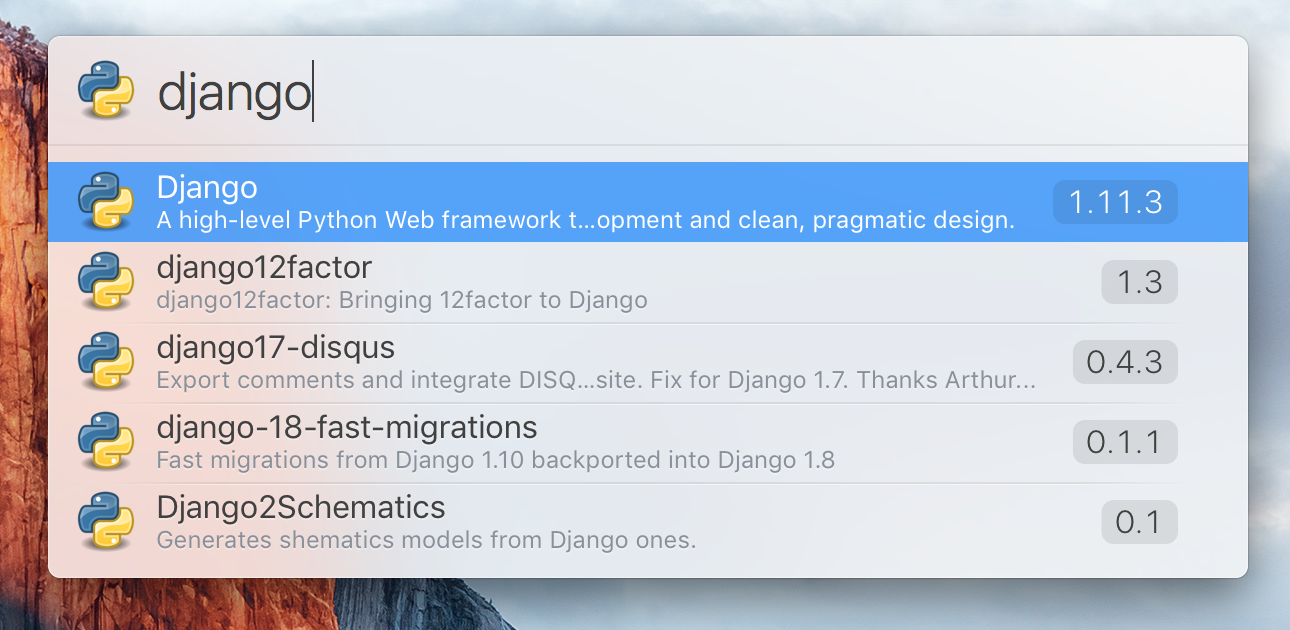 django
Django
A high-level Python Web framework t...opment and clean, pragmatic design.
1.11.3
django12factor
django12factor: Bringing 12factor to Django
1.3
django17-disqus
Export comments and integrate DISQ...site. Fix for Django 1.7. Thanks Arthur...
0.4.3
django-18-fast-migrations
Fast migrations from Django 1.10 backported into Django 1.8
0.1.1
Django2Schematics
Generates shematics models from Django ones.
0.1